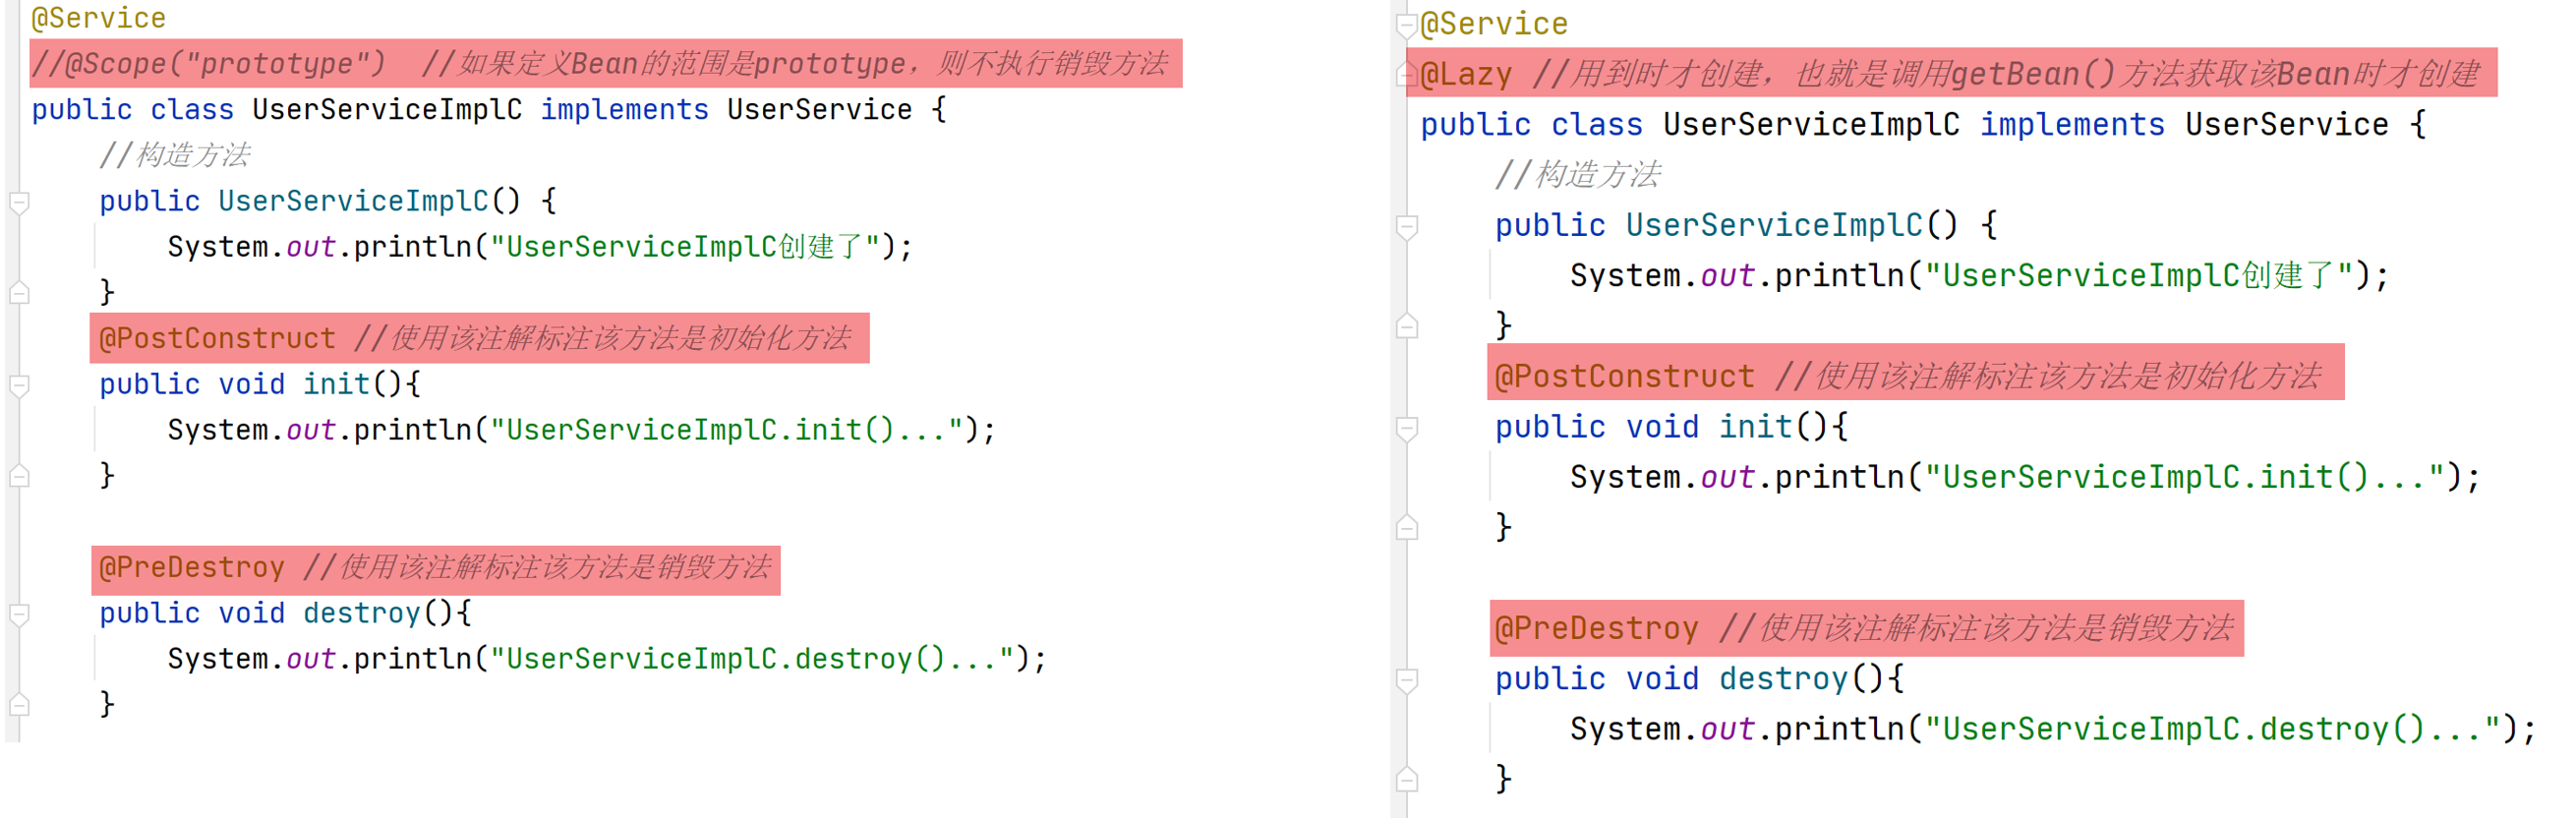 @Service
//@Scope("prototype")  //如果定义Bean的范围是prototype，则不执行销毁方法
public class UserServiceImplC implements UserService {
    //构造方法
    public UserServiceImplC() {
        System.out.println("UserServiceImplC创建了");
    }
    @PostConstruct //使用该注解标注该方法是初始化方法
    public void init(){
        System.out.println("UserServiceImplC.init()...");
    }
    @PreDestroy //使用该注解标注该方法是销毁方法
    public void destroy(){
        System.out.println("UserServiceImplC.destroy()...");
    }
@Service
@Lazy //用到时才创建，也就是调用getBean()方法获取该Bean时才创建
public class UserServiceImplC implements UserService {
    //构造方法
    public UserServiceImplC() {
        System.out.println("UserServiceImplC创建了");
    }
    @PostConstruct //使用该注解标注该方法是初始化方法
    public void init(){
        System.out.println("UserServiceImplC.init()...");
    }
    @PreDestroy //使用该注解标注该方法是销毁方法
    public void destroy(){
        System.out.println("UserServiceImplC.destroy()...");
    }